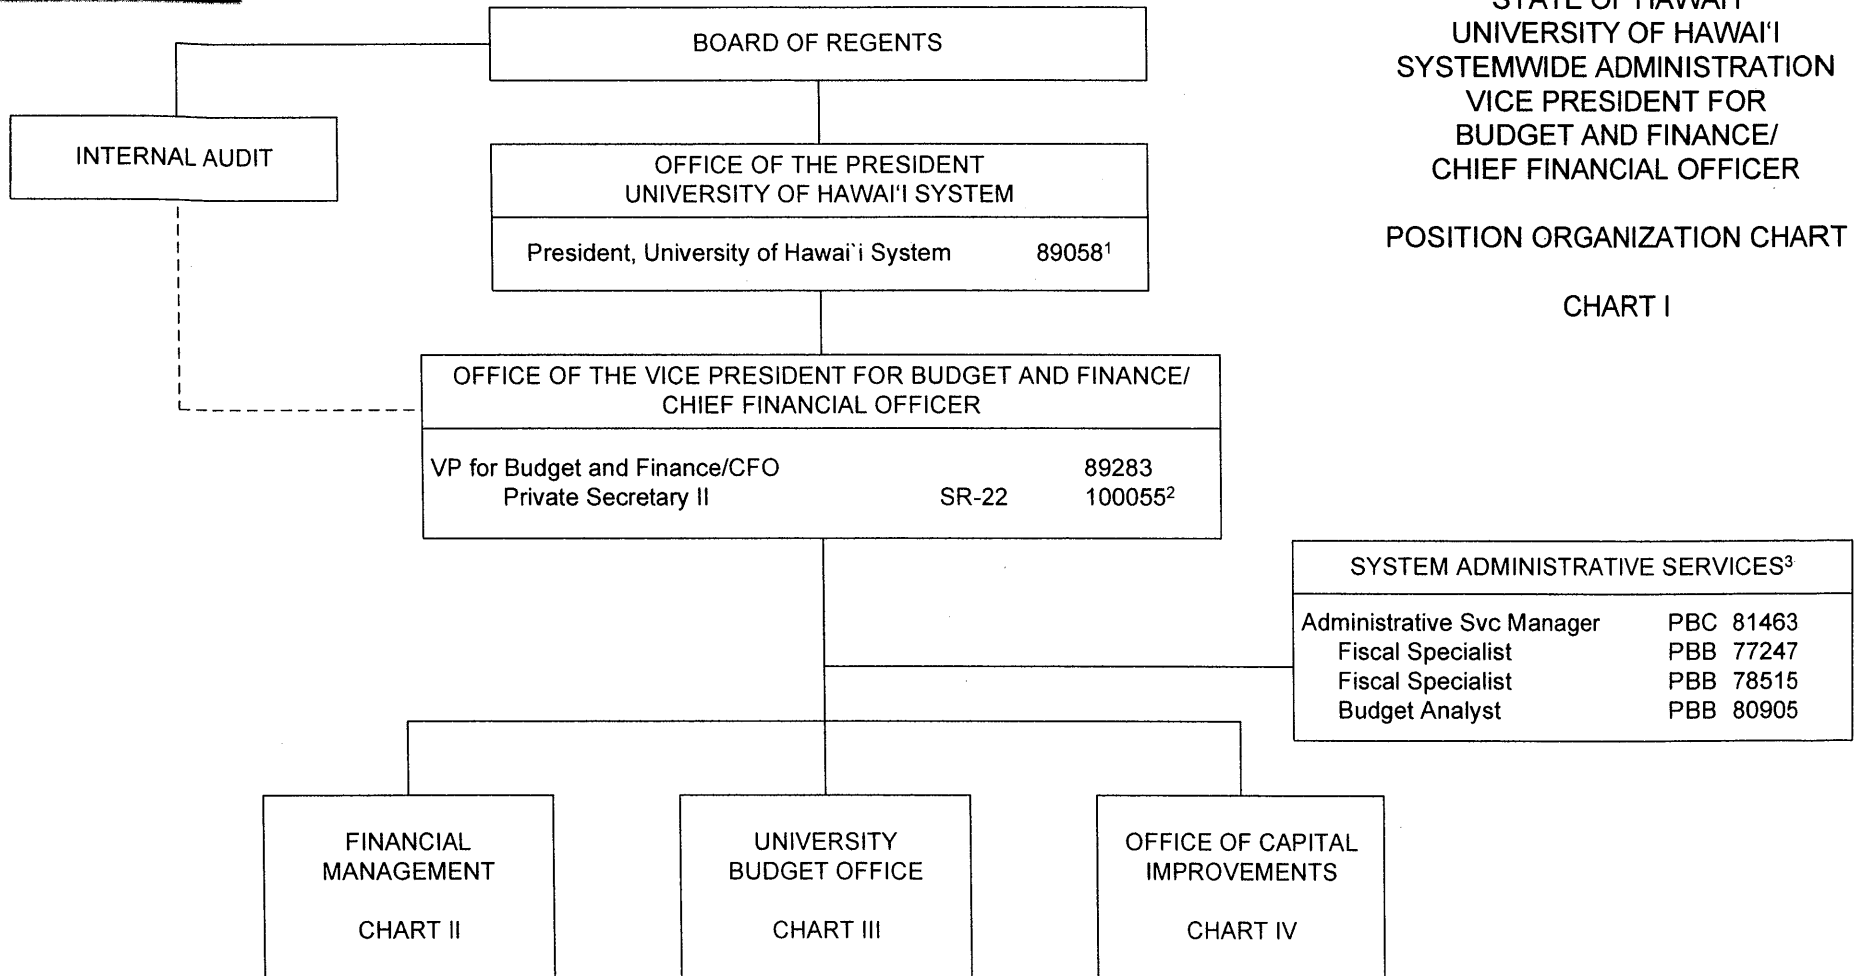 STATE OF HAWAI'I
UNIVERSITY OF HAWAI'I
SYSTEMWIDE ADMINISTRATION
VICE PRESIDENT FOR
BUDGET AND FINANCE/
CHIEF FINANCIAL OFFICER
POSITION ORGANIZATION CHART
CHART I
BOARD OF REGENTS
INTERNAL AUDIT
OFFICE OF THE PRESIDENT
UNIVERSITY OF HAWAI'I SYSTEM
President, University of Hawai`i System 89058¹
OFFICE OF THE VICE PRESIDENT FOR BUDGET AND FINANCE/
CHIEF FINANCIAL OFFICER
VP for Budget and Finance/CFO 89283
Private Secretary II SR-22 100055²
SYSTEM ADMINISTRATIVE SERVICES³
Administrative Svc Manager PBC 81463
Fiscal Specialist PBB 77247
Fiscal Specialist PBB 78515
Budget Analyst PBB 80905
FINANCIAL
MANAGEMENT
CHART II
UNIVERSITY
BUDGET OFFICE
CHART III
OFFICE OF CAPITAL
IMPROVEMENTS
CHART IV